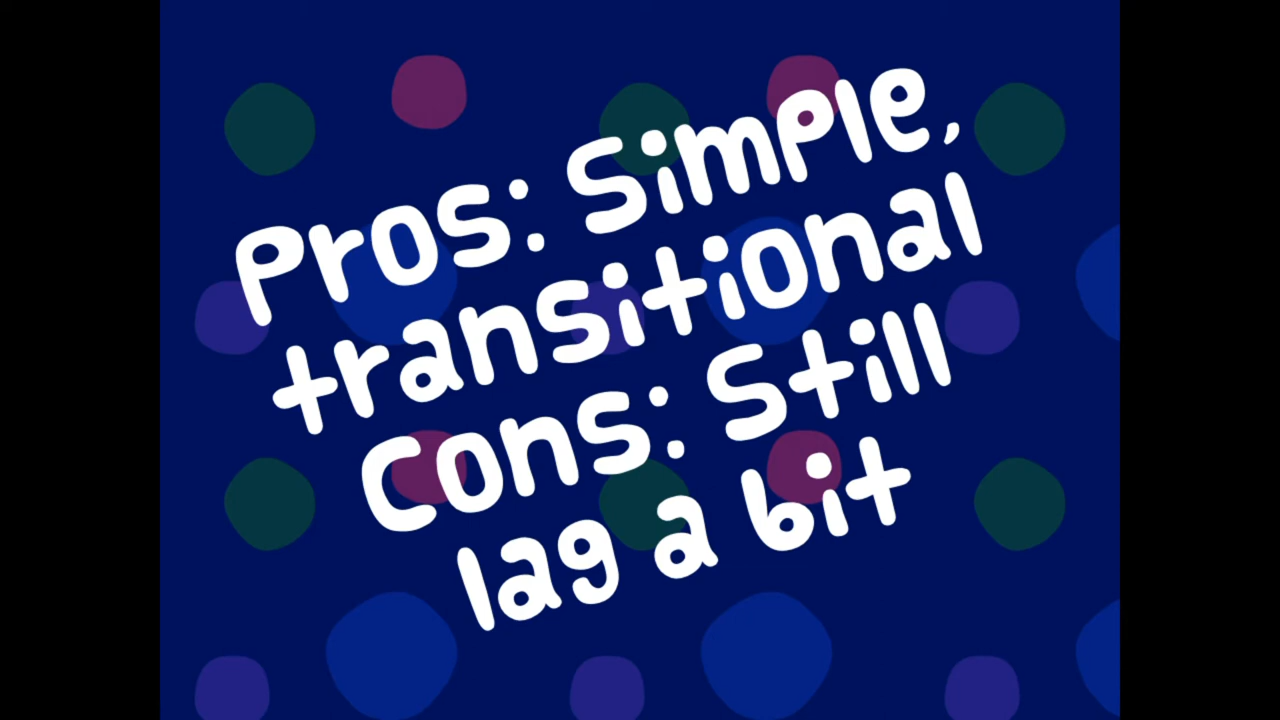 Pros: Simple,
transitional
Cons: Still
lag a bit